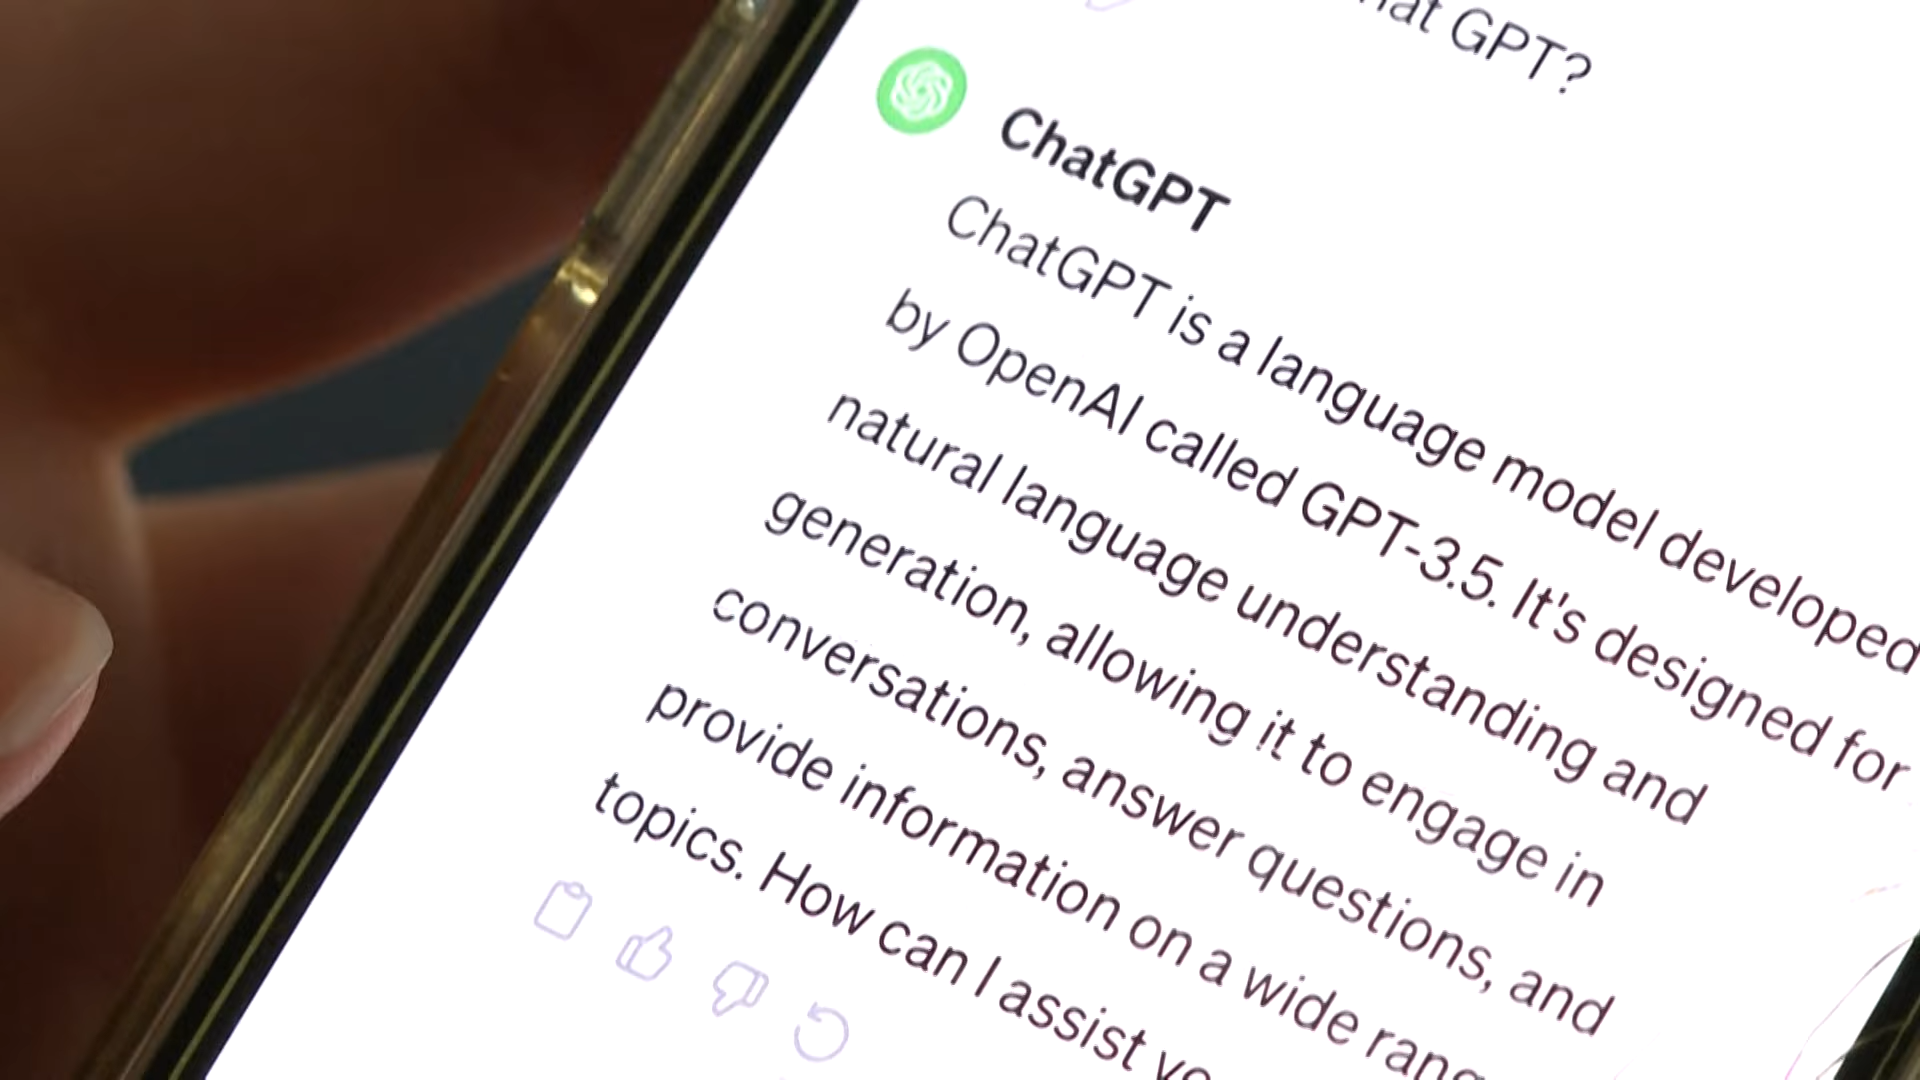 GPT?
ChatGPT
ChatGPT is a language model developed
by OpenAI called GPT-3.5. It's designed for
natural language understanding and
generation, allowing it to engage in
conversations, answer questions, and
provide information on a wide
topics. How can I assist